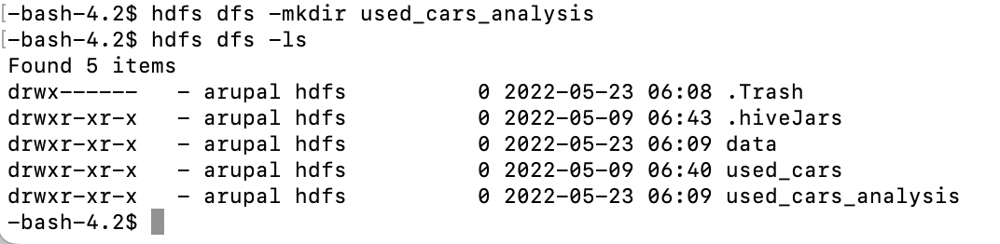 [-bash-4.2$ hdfs dfs -mkdir used_cars_analysis
[-bash-4.2$ hdfs dfs -ls
Found 5 items
drwx------   - arupal hdfs          0 2022-05-23 06:08 .Trash
drwxr-xr-x   - arupal hdfs          0 2022-05-09 06:43 .hiveJars
drwxr-xr-x   - arupal hdfs          0 2022-05-23 06:09 data
drwxr-xr-x   - arupal hdfs          0 2022-05-09 06:40 used_cars
drwxr-xr-x   - arupal hdfs          0 2022-05-23 06:09 used_cars_analysis
-bash-4.2$